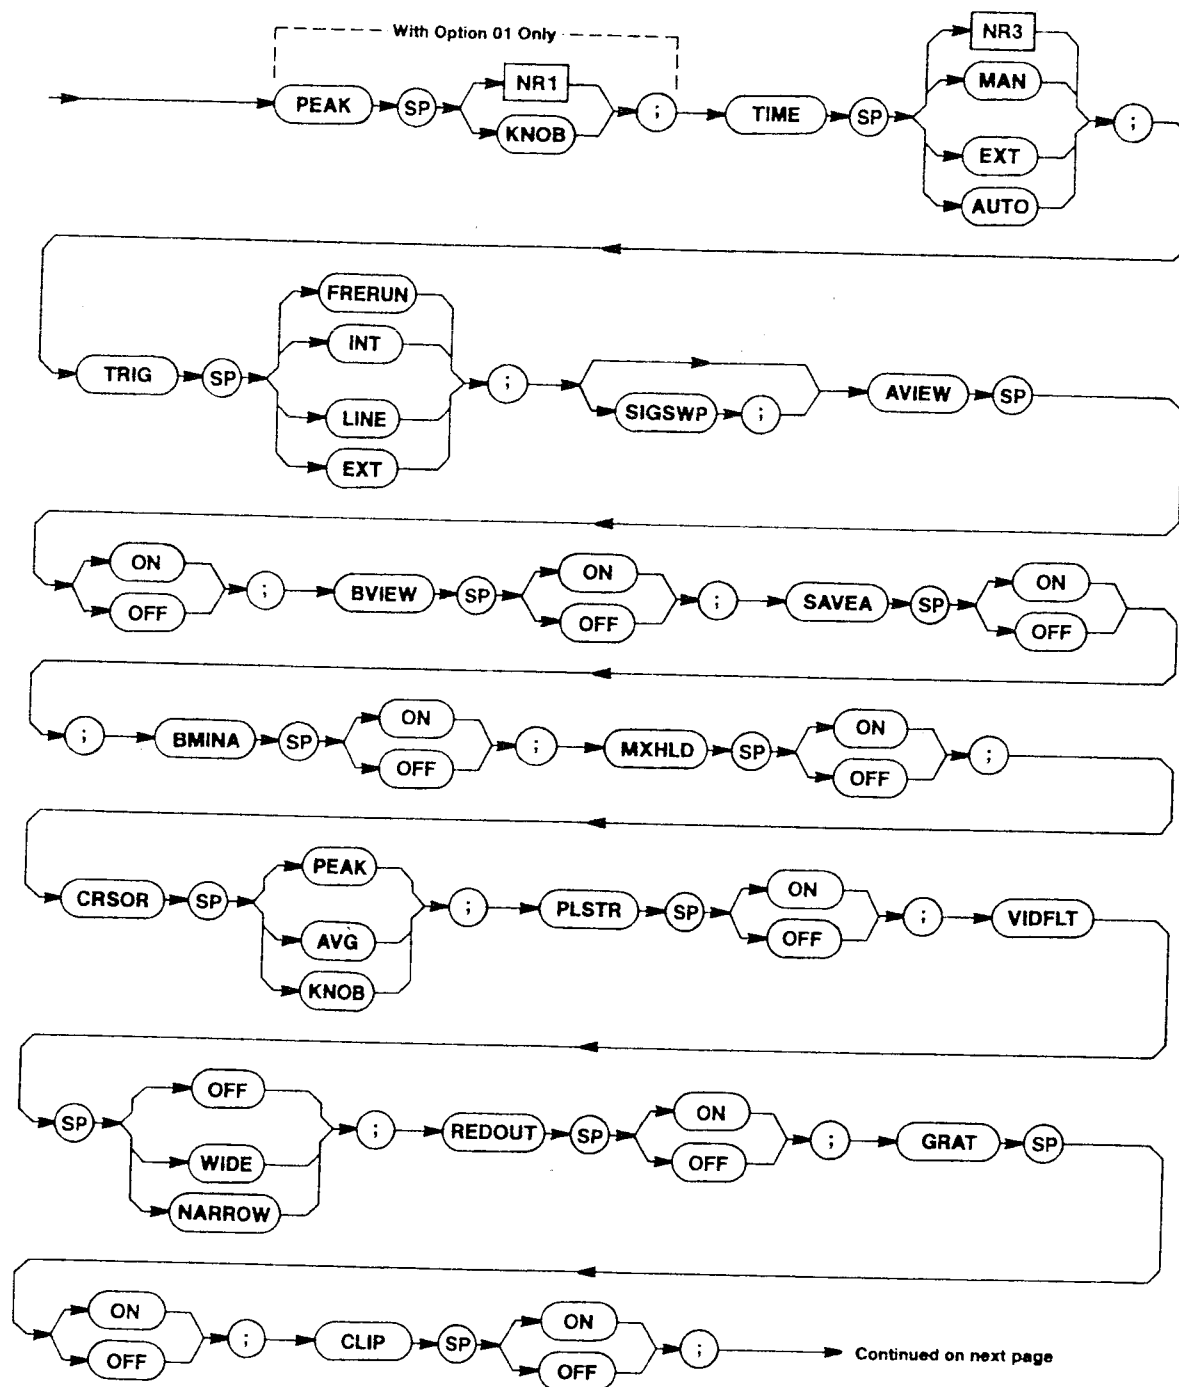 With Option 01 Only
NR3
NR1
MAN
PEAK SP KNOB ; TIME SP ;
EXT
AUTO
FRERUN
INT
TRIG SP ; AVIEW SP
LINE SIGSWP ;
EXT
ON ON ON
; BVIEW SP ; SAVEA SP
OFF OFF OFF
ON ON
; BMINA SP ; MXHLD SP ;
OFF OFF
PEAK ON
CRSOR SP ; PLSTR SP ; VIDFLT
AVG OFF
KNOB
OFF ON
SP ; REDOUT SP ; GRAT SP
WIDE OFF
NARROW
ON ON
; CLIP SP ; Continued on next page
OFF OFF